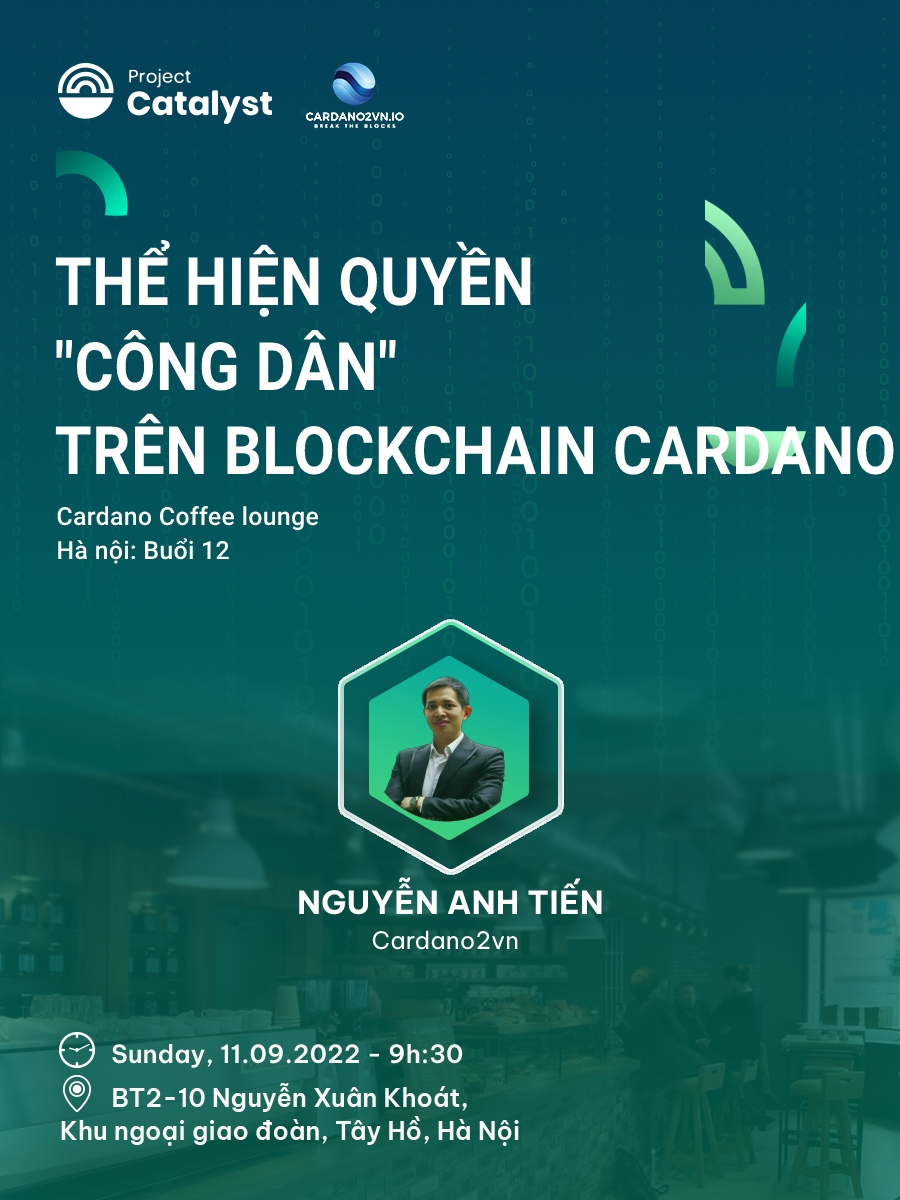 Project
Catalyst
CARDANO2VN.IO
BREAK THE BLOCKS
THỂ HIỆN QUYỀN
"CÔNG DÂN"
TRÊN BLOCKCHAIN CARDANO
Cardano Coffee lounge
Hà nội: Buổi 12
NGUYỄN ANH TIẾN
Cardano2vn
Sunday, 11.09.2022 - 9h:30
BT2-10 Nguyễn Xuân Khoát,
Khu ngoại giao đoàn, Tây Hồ, Hà Nội